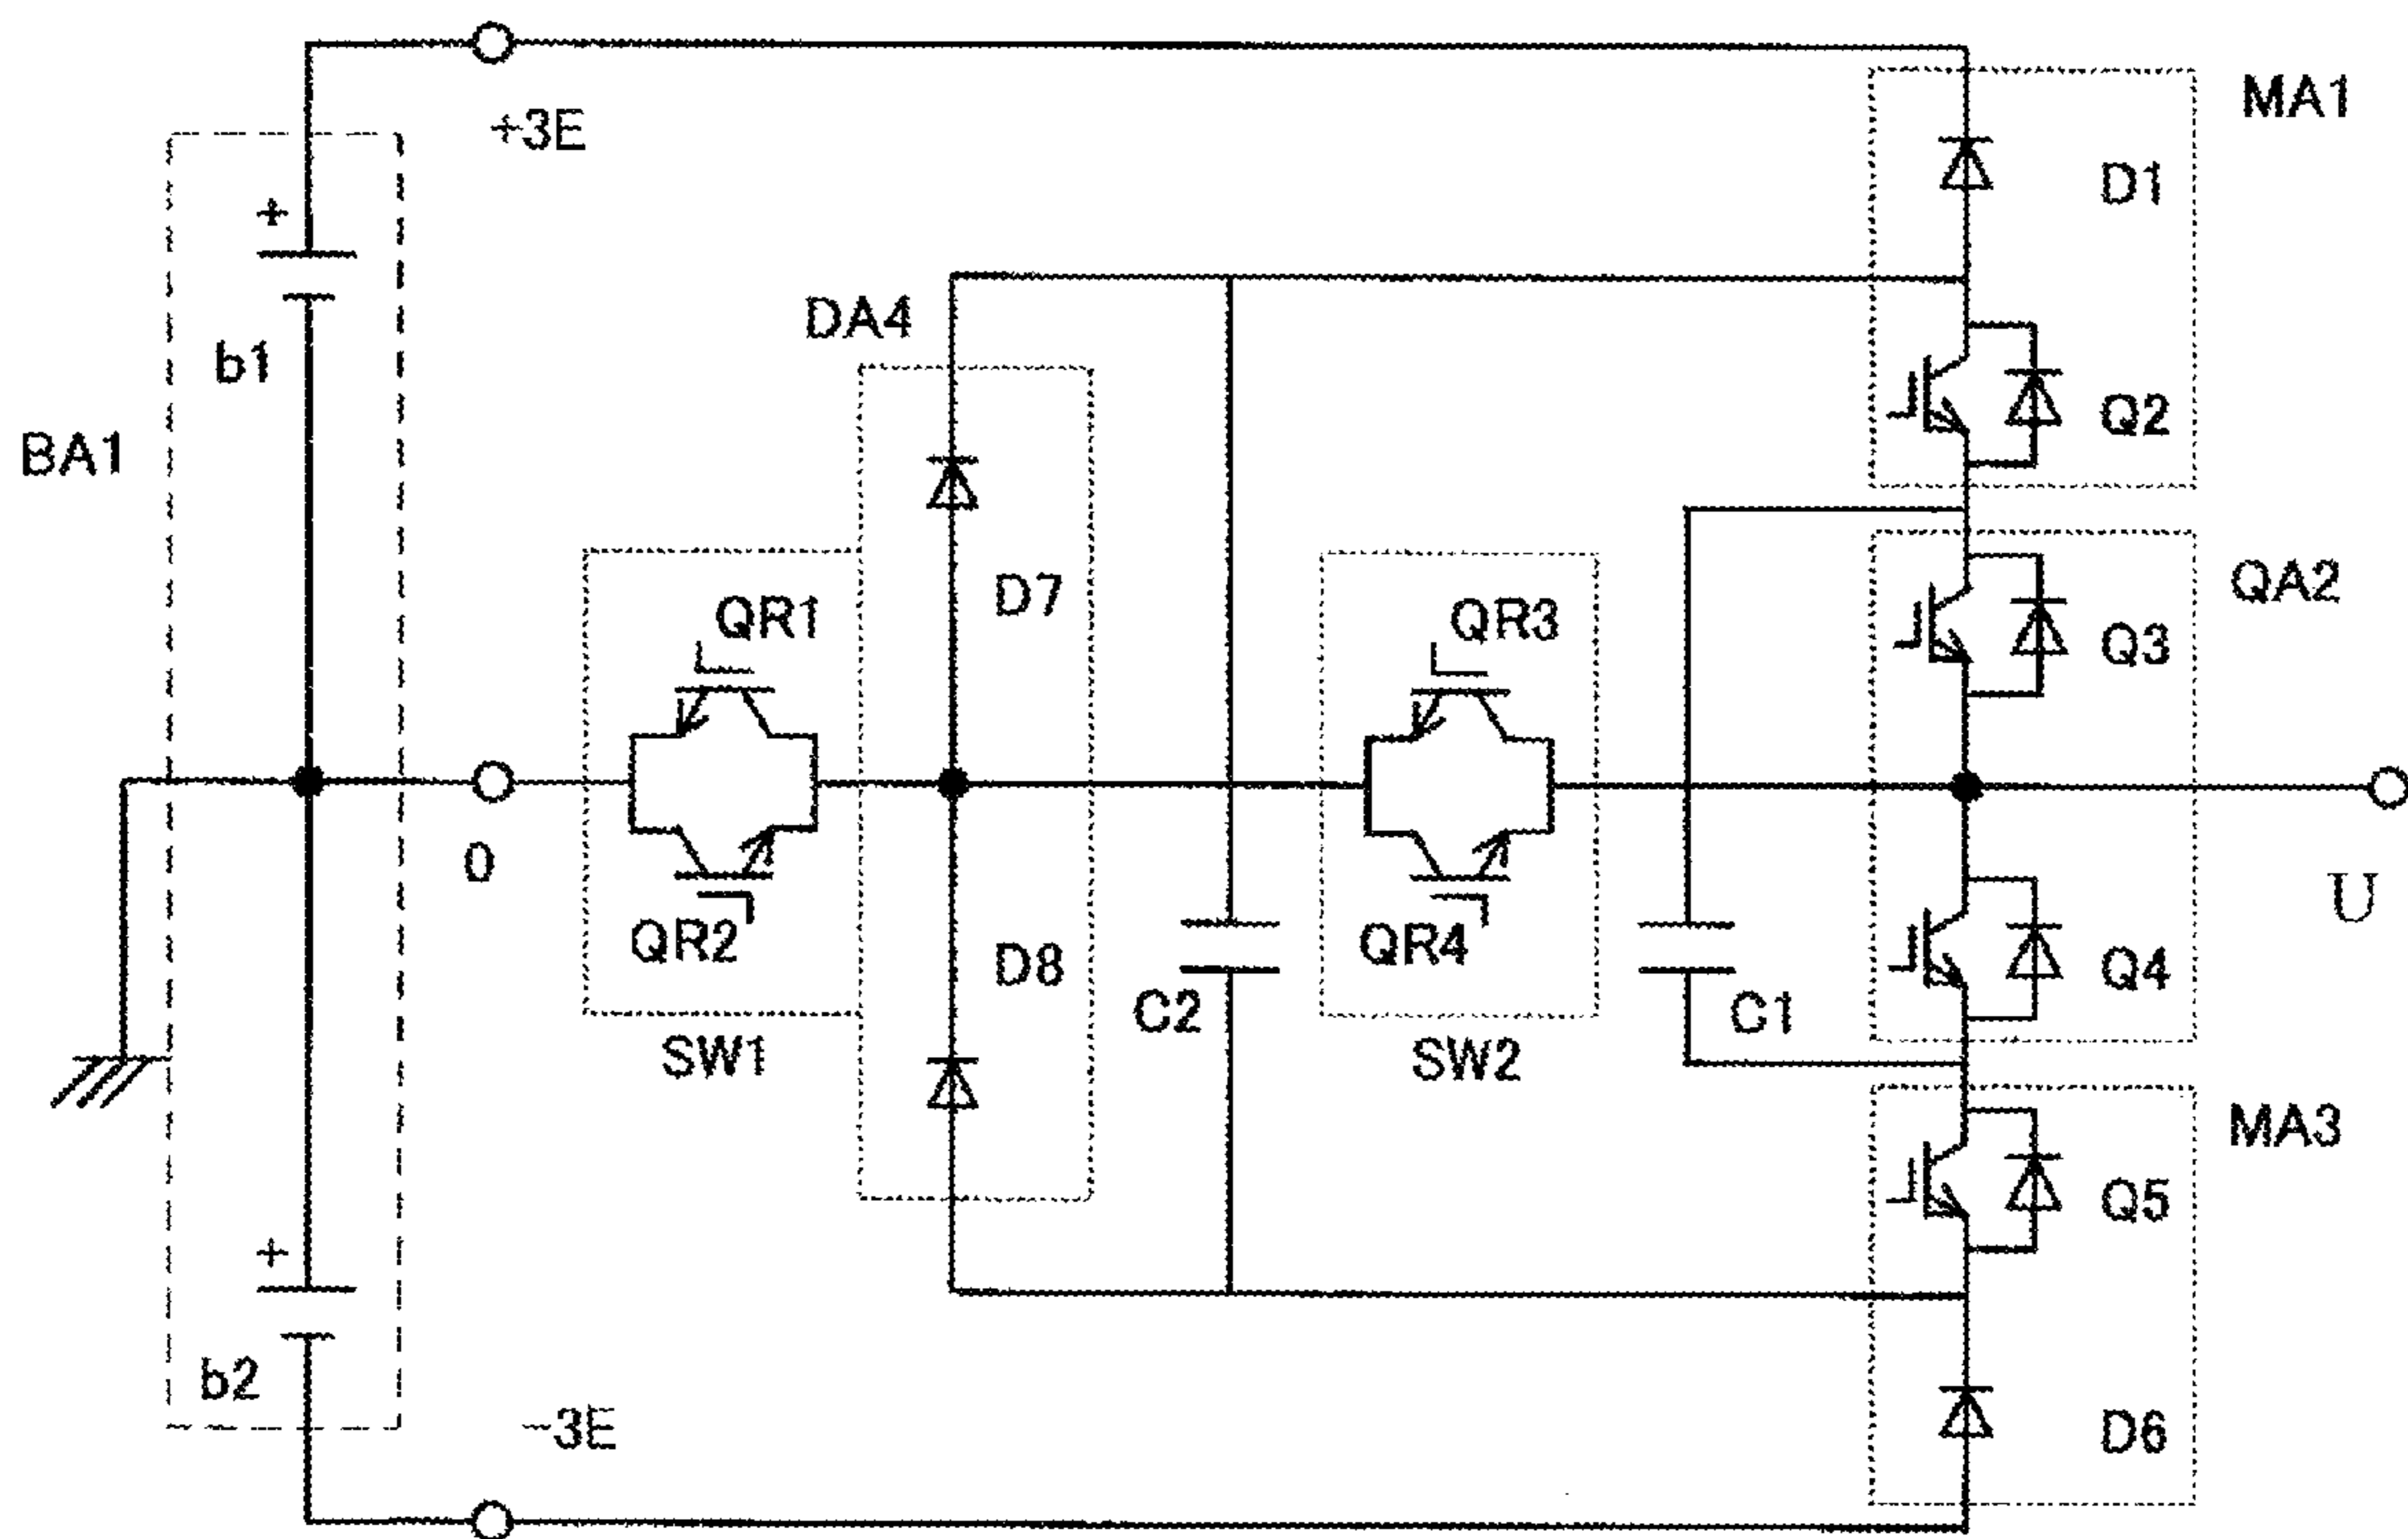 +3E
MA1
D1
+
b1
DA4
Q2
BA1
D7
QR1
QR3
QA2
Q3
0
QR2
D8
QR4
U
Q4
C2
C1
SW1
SW2
MA3
Q5
+
b2
-3E
D6